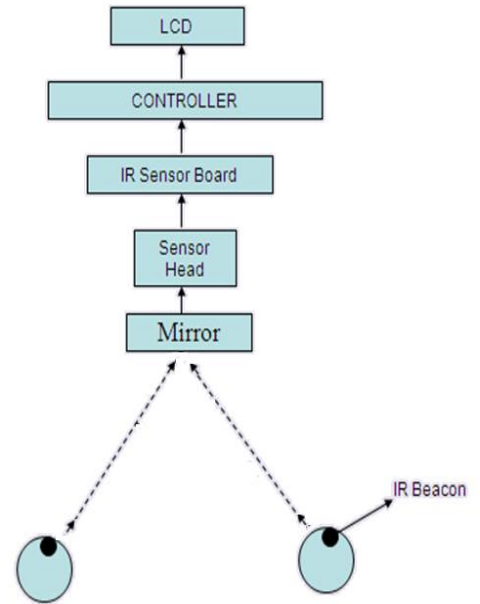 LCD
CONTROLLER
IR Sensor Board
Sensor
Head
Mirror
IR Beacon